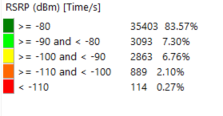 RSRP (dBm) [Time/s]
>= -80 35403 83.57%
>= -90 and < -80 3093 7.30%
>= -100 and < -90 2863 6.76%
>= -110 and < -100 889 2.10%
< -110 114 0.27%